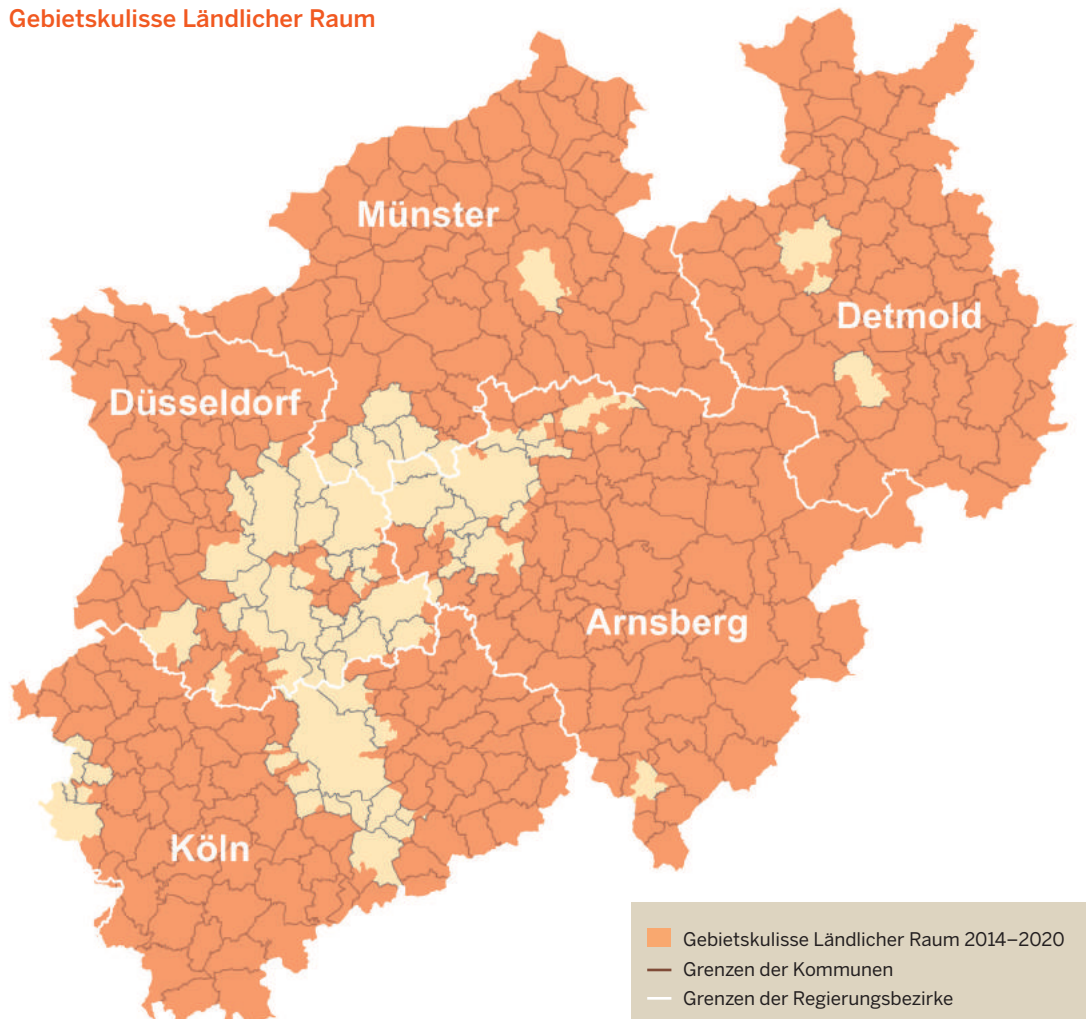 Gebietskulisse Ländlicher Raum
Münster
Detmold
Düsseldorf
Arnsberg
Köln
Gebietskulisse Ländlicher Raum 2014–2020
Grenzen der Kommunen
Grenzen der Regierungsbezirke